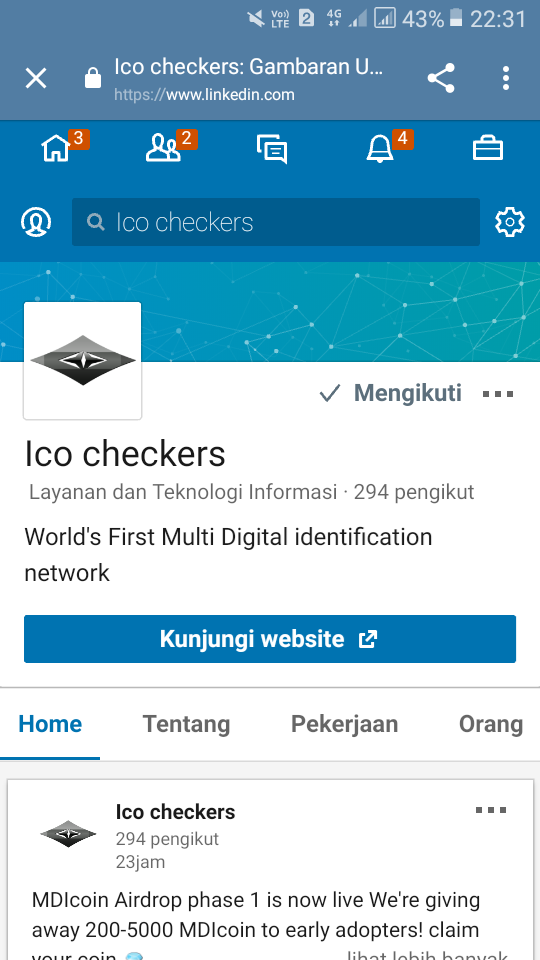 Vo)) LTE 2 4G 43% 22:31
Ico checkers: Gambaran U...
https://www.linkedin.com
3 2 4
Ico checkers
Mengikuti
Ico checkers
Layanan dan Teknologi Informasi · 294 pengikut
World's First Multi Digital identification
network
Kunjungi website
Home Tentang Pekerjaan Orang
Ico checkers
294 pengikut
23jam
MDIcoin Airdrop phase 1 is now live We're giving
away 200-5000 MDIcoin to early adopters! claim
your coin lihat lebih banyak